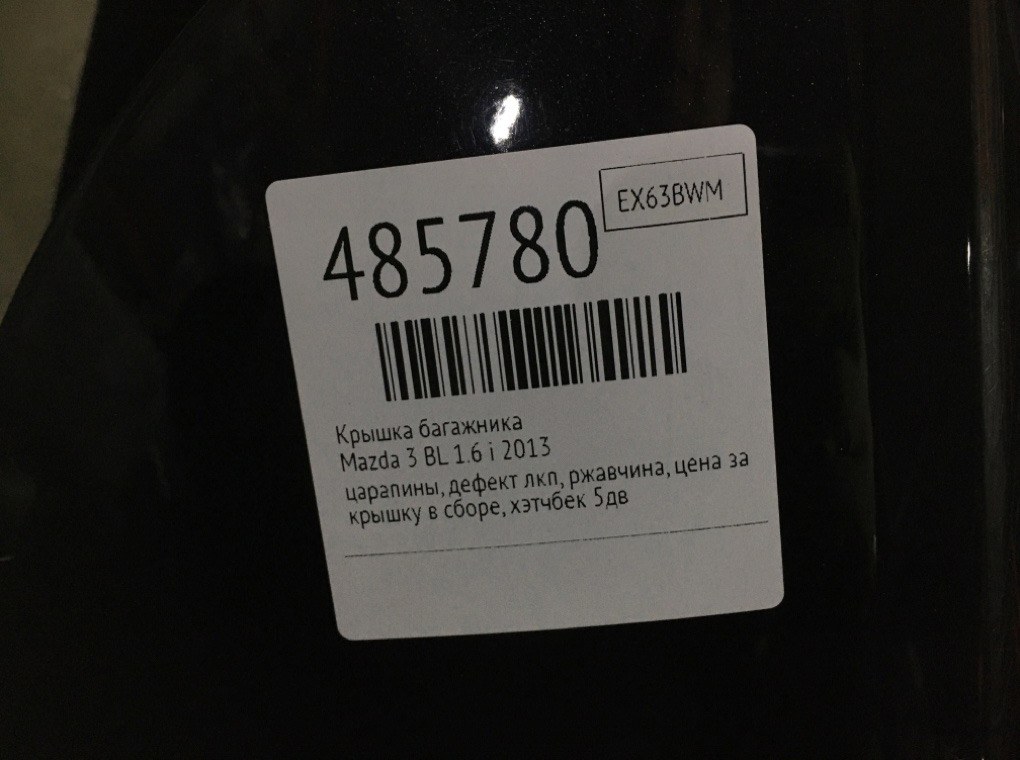 EX63BWM
485780
Крышка багажника
Mazda 3 BL 1.6 i 2013
царапины, дефект лкп, ржавчина, цена за
крышку в сборе, хэтчбек 5дв